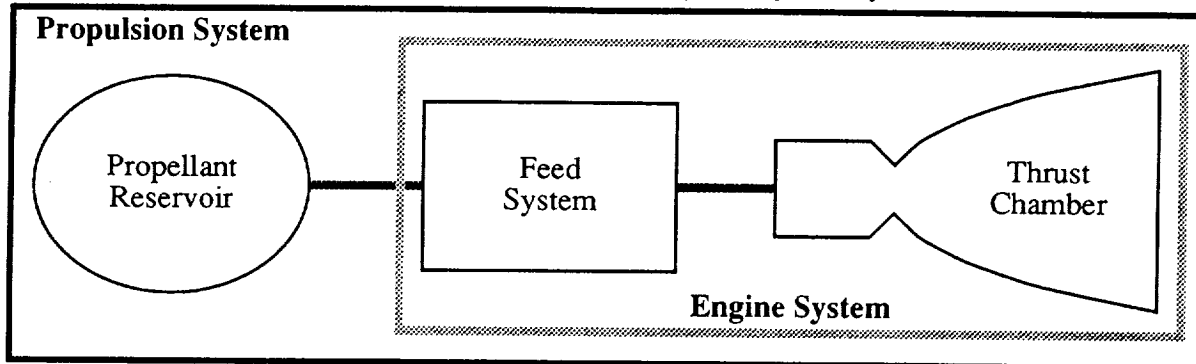 Propulsion System
Propellant
Reservoir
Feed
System
Thrust
Chamber
Engine System